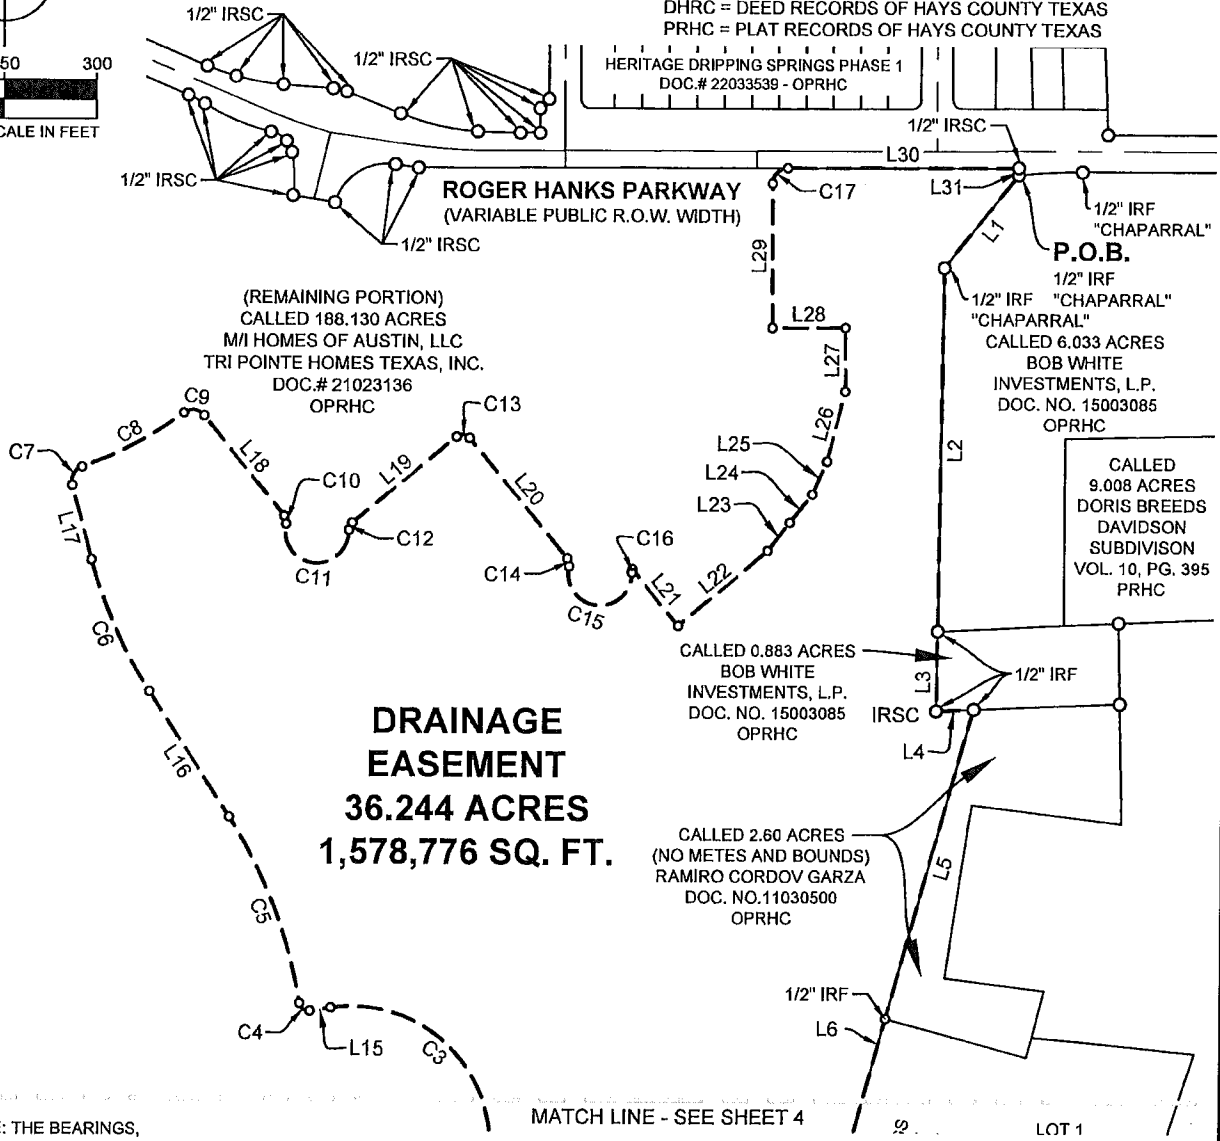 1/2" IRSC
DHRC = DEED RECORDS OF HAYS COUNTY TEXAS
PRHC = PLAT RECORDS OF HAYS COUNTY TEXAS
50 300
CALE IN FEET
1/2" IRSC
HERITAGE DRIPPING SPRINGS PHASE 1
DOC.# 22033539 - OPRHC
1/2" IRSC
L30
1/2" IRSC
ROGER HANKS PARKWAY
(VARIABLE PUBLIC R.O.W. WIDTH)
C17
L31
1/2" IRF
"CHAPARRAL"
1/2" IRSC
L29
L1
P.O.B.
1/2" IRF
"CHAPARRAL"
1/2" IRF
"CHAPARRAL"
(REMAINING PORTION)
CALLED 188.130 ACRES
M/I HOMES OF AUSTIN, LLC
TRI POINTE HOMES TEXAS, INC.
DOC.# 21023136
OPRHC
L28
L27
CALLED 6.033 ACRES
BOB WHITE
INVESTMENTS, L.P.
DOC. NO. 15003085
OPRHC
C9
C13
C8
C7
L18
L19
L20
L26
L25
L24
L23
L2
CALLED
9.008 ACRES
DORIS BREEDS
DAVIDSON
SUBDIVISON
VOL. 10, PG. 395
PRHC
C10
C12
C11
L17
C14
C16
C15
L21
L22
C6
CALLED 0.883 ACRES
BOB WHITE
INVESTMENTS, L.P.
DOC. NO. 15003085
OPRHC
L3
1/2" IRF
IRSC
L4
L16
DRAINAGE
EASEMENT
36.244 ACRES
1,578,776 SQ. FT.
CALLED 2.60 ACRES
(NO METES AND BOUNDS)
RAMIRO CORDOV GARZA
DOC. NO.11030500
OPRHC
L5
C5
1/2" IRF
L6
C4
L15
C3
MATCH LINE - SEE SHEET 4
: THE BEARINGS,
LOT 1